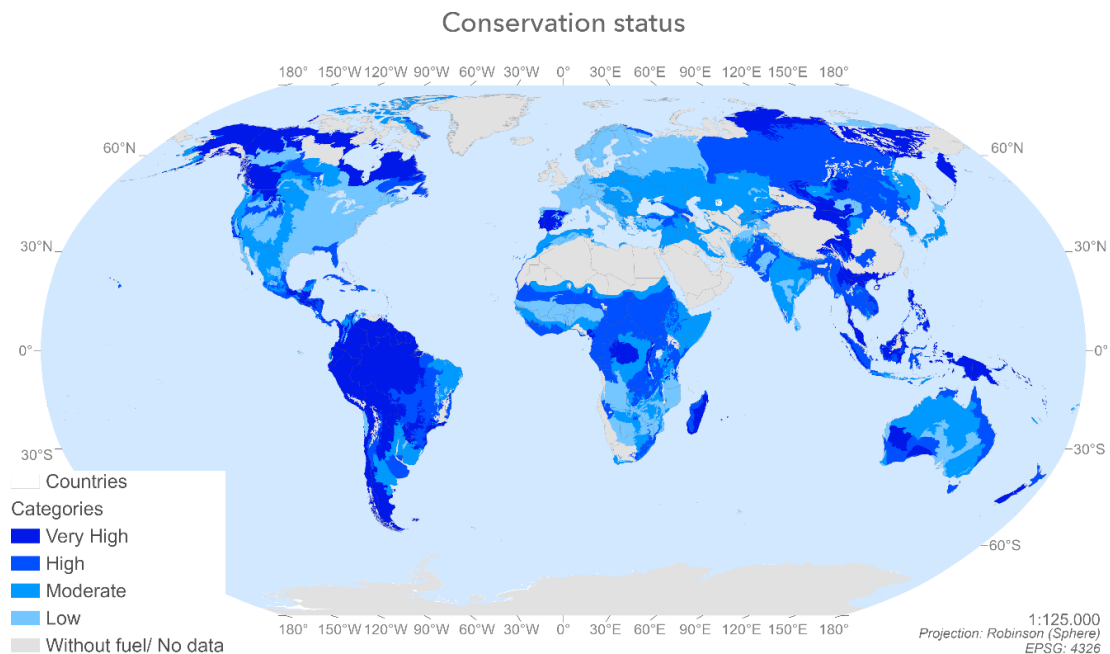 Conservation status
180° 150°W 120°W 90°W 60°W 30°W 0° 30°E 60°E 90°E 120°E 150°E 180°
60°N 60°N
30°N 30°N
0° 0°
30°S 30°S
60°S
Countries
Categories
Very High
High
Moderate
Low
Without fuel/ No data
180° 150°W 120°W 90°W 60°W 30°W 0° 30°E 60°E 90°E 120°E 150°E 180°
1:125.000
Projection: Robinson (Sphere)
EPSG: 4326